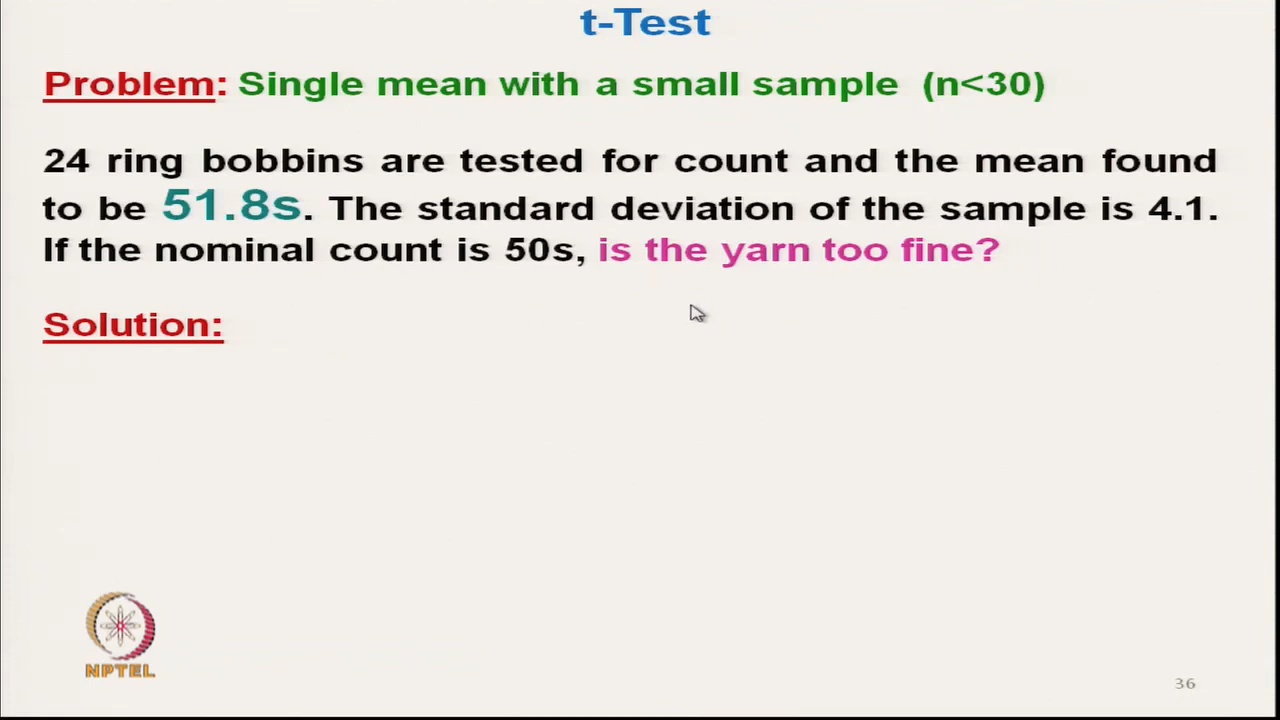 t-Test
Problem: Single mean with a small sample (n<30)
24 ring bobbins are tested for count and the mean found
to be 51.8s. The standard deviation of the sample is 4.1.
If the nominal count is 50s, is the yarn too fine?
Solution:
NPTEL
36